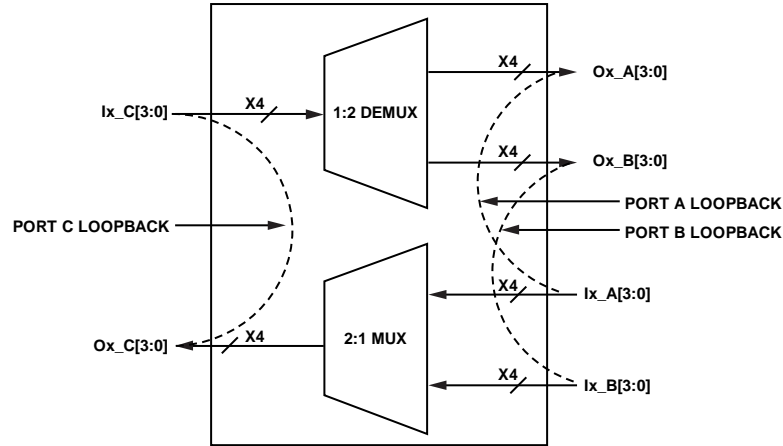 X4
Ox_A[3:0]
Ix_C[3:0]
X4
1:2 DEMUX
X4
Ox_B[3:0]
PORT A LOOPBACK
PORT C LOOPBACK
PORT B LOOPBACK
X4
Ix_A[3:0]
Ox_C[3:0]
X4
2:1 MUX
X4
Ix_B[3:0]